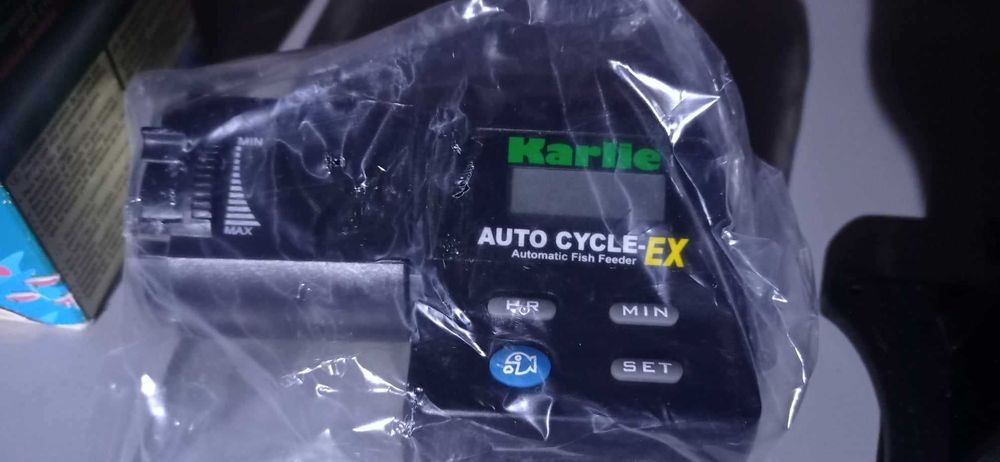 MIN
MAX
Karlie
AUTO CYCLE-EX
Automatic Fish Feeder
HR
MIN
SET